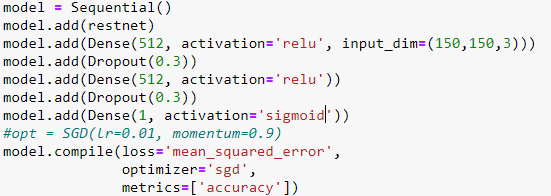 model = Sequential()
model.add(restnet)
model.add(Dense(512, activation='relu', input_dim=(150,150,3)))
model.add(Dropout(0.3))
model.add(Dense(512, activation='relu'))
model.add(Dropout(0.3))
model.add(Dense(1, activation='sigmoid'))
#opt = SGD(lr=0.01, momentum=0.9)
model.compile(loss='mean_squared_error',
optimizer='sgd',
metrics=['accuracy'])